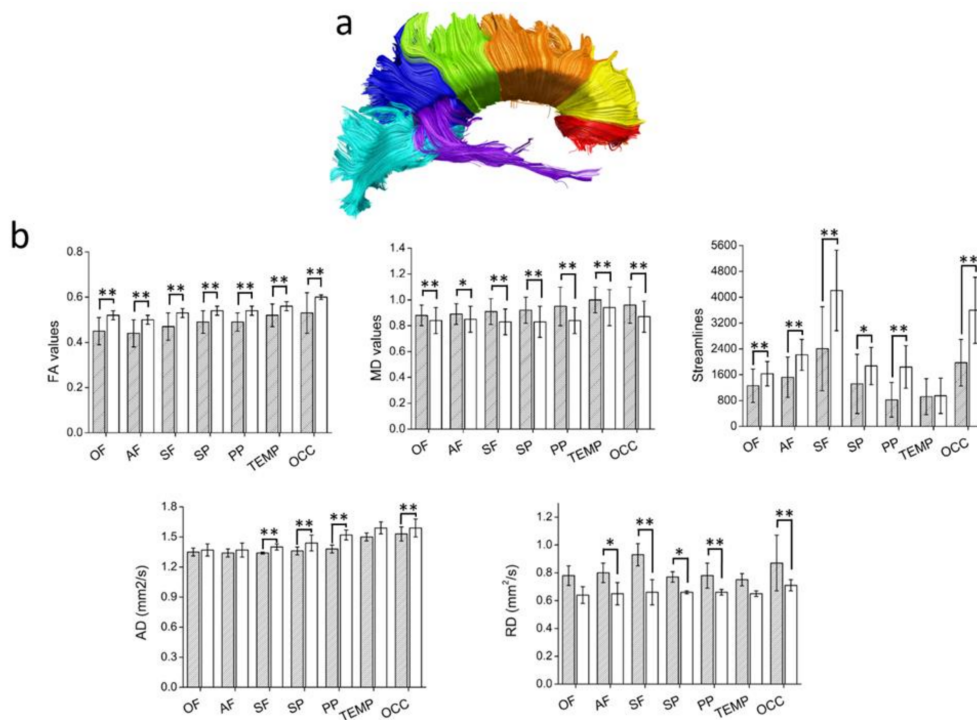 a
b
FA values
0.8
0.6
0.4
0.2
0.0
** ** ** ** ** ** **
OF AF SF SP PP TEMP OCC
MD values
1.4
1.2
1.0
0.8
0.6
0.4
0.2
0.0
** * ** ** ** ** **
OF AF SF SP PP TEMP OCC
Streamlines
5600
4800
4000
3200
2400
1600
800
0
** ** ** * ** **
OF AF SF SP PP TEMP OCC
AD (mm2/s)
1.8
1.5
1.2
0.9
0.6
0.3
0.0
** ** ** **
OF AF SF SP PP TEMP OCC
RD (mm²/s)
1.2
1.0
0.8
0.6
0.4
0.2
0.0
* ** * ** **
OF AF SF SP PP TEMP OCC